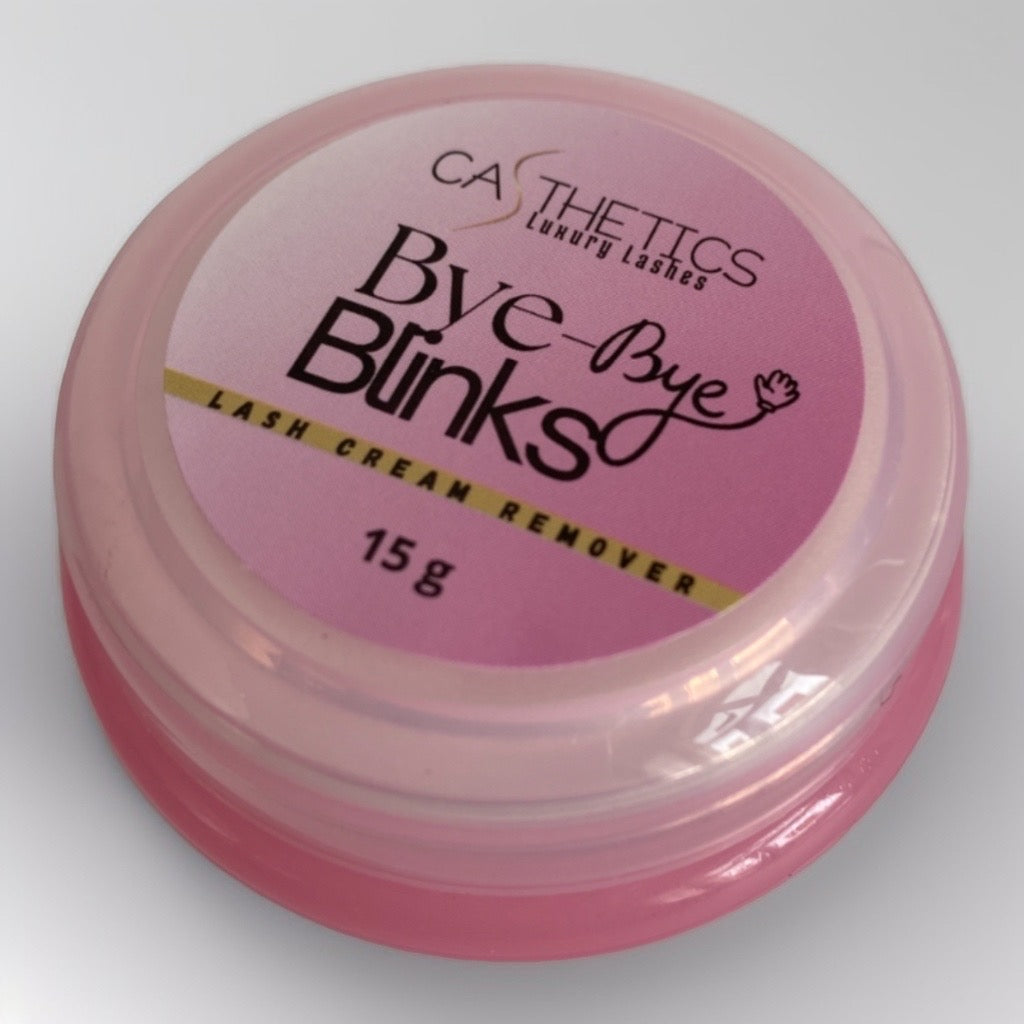 CASTHETICS
Luxury Lashes
Bye-Bye
Blinks
LASH CREAM REMOVER
15 g